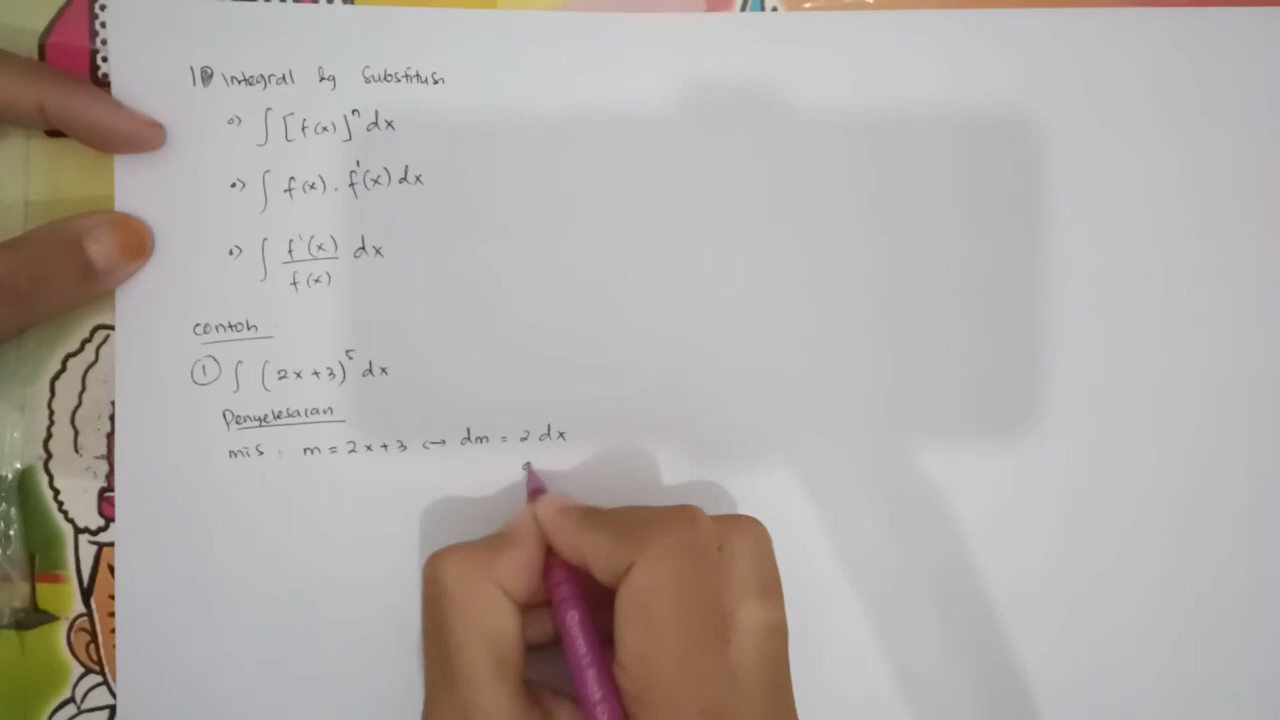 1) Integral dg Substitusi
•) ∫ [f(x)]ⁿ dx
•) ∫ f(x) . f'(x) dx
•) ∫ f'(x)/f(x) dx
contoh
① ∫ (2x+3)⁵ dx
Penyelesaian
mis : m = 2x+3 ↔ dm = 2 dx